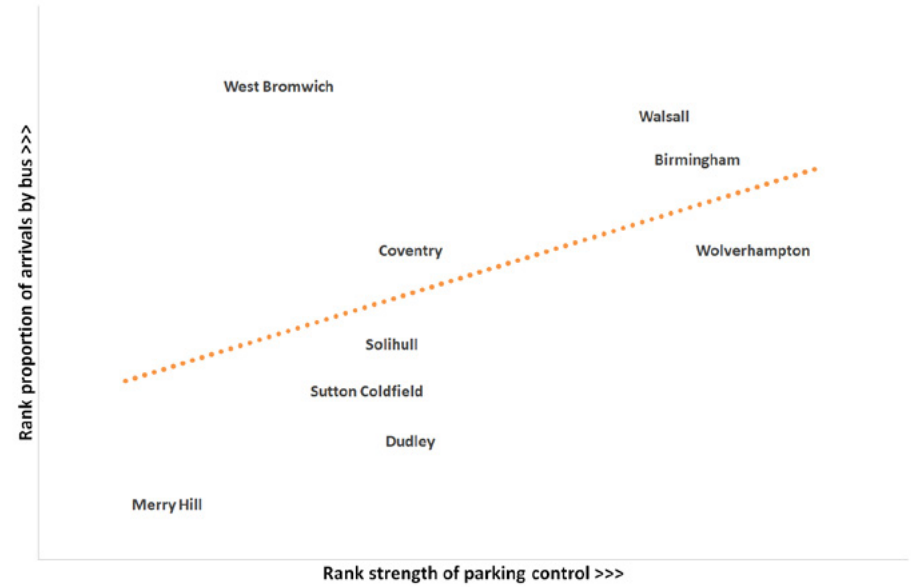 West Bromwich
Walsall
Birmingham
Coventry
Wolverhampton
Solihull
Sutton Coldfield
Dudley
Merry Hill
Rank proportion of arrivals by bus >>>
Rank strength of parking control >>>